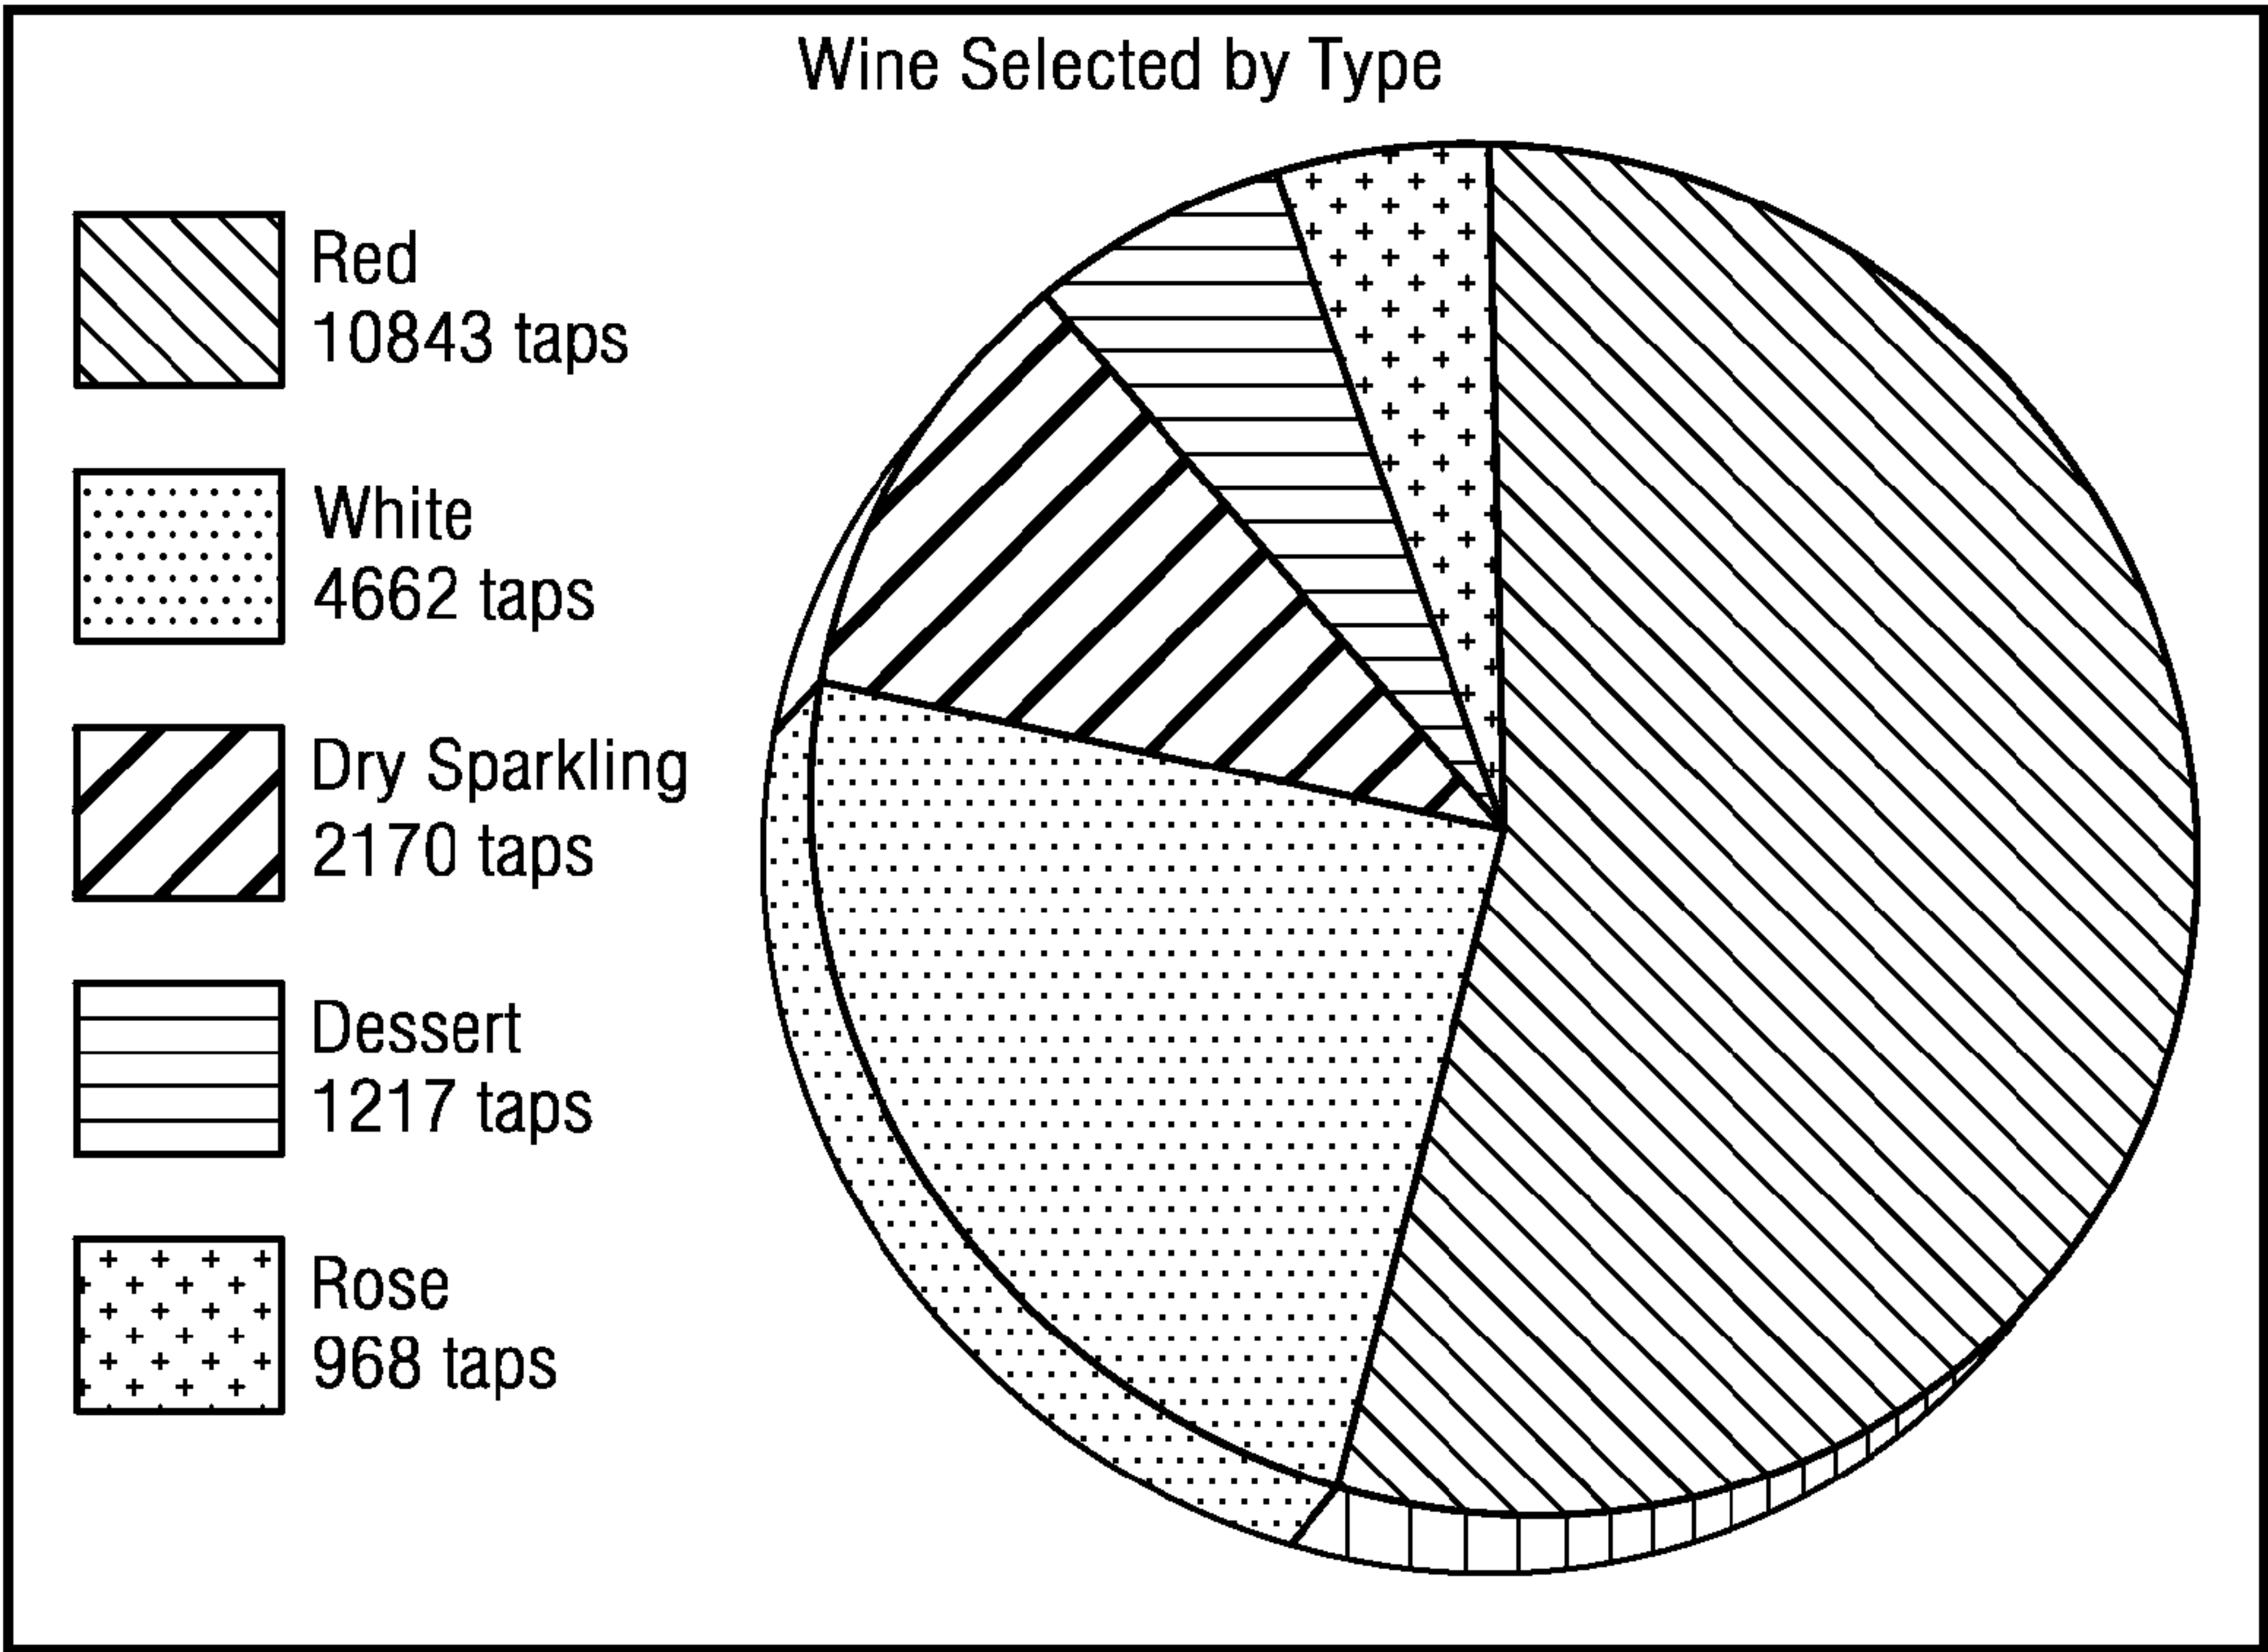 Wine Selected by Type
Red
10843 taps
White
4662 taps
Dry Sparkling
2170 taps
Dessert
1217 taps
Rose
968 taps